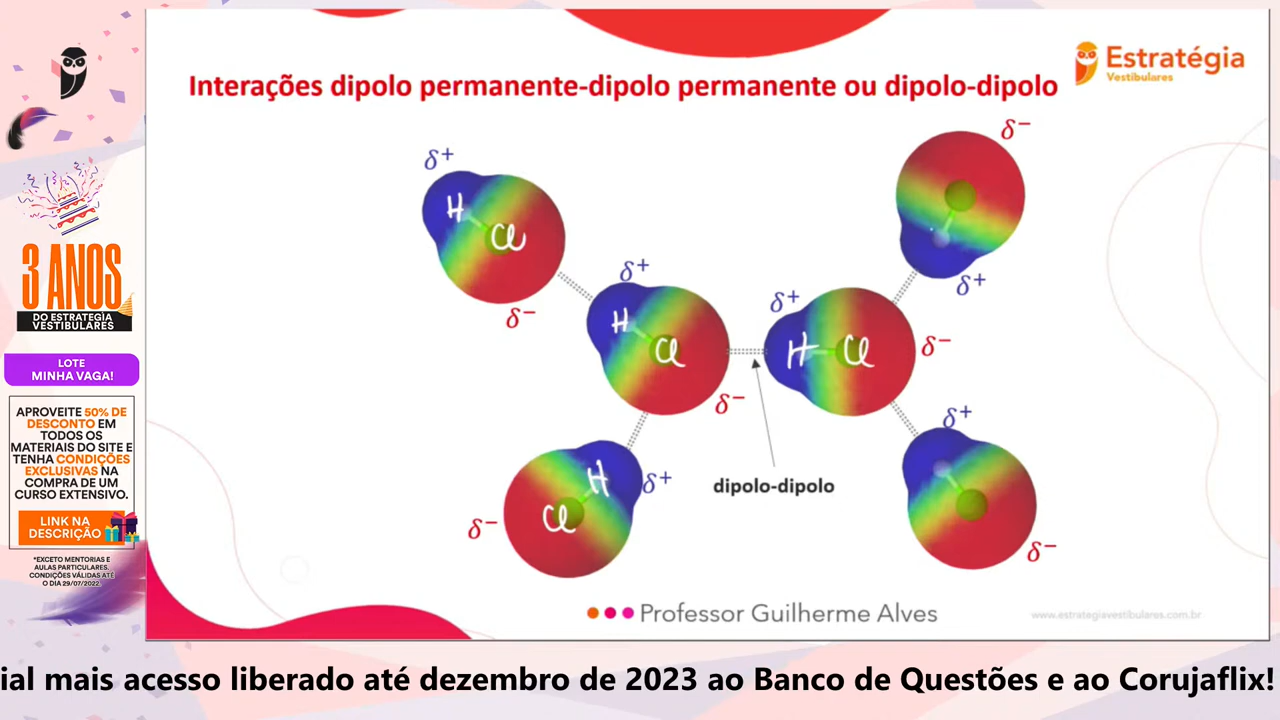 3 ANOS
DO ESTRATÉGIA
VESTIBULARES
LOTE
MINHA VAGA!
APROVEITE 50% DE
DESCONTO EM
TODOS OS
MATERIAIS DO SITE E
TENHA CONDIÇÕES
EXCLUSIVAS NA
COMPRA DE UM
CURSO EXTENSIVO.
LINK NA
DESCRIÇÃO
*EXCETO MENTORIAS E
AULAS PARTICULARES.
CONDIÇÕES VÁLIDAS ATÉ
O DIA 29/07/2022.
Estratégia
Vestibulares
Interações dipolo permanente-dipolo permanente ou dipolo-dipolo
δ−
δ+
H
Cl
δ−
δ+
δ+
H
Cl
δ−
δ+
H
Cl
δ−
δ+
H
Cl
δ−
δ+
δ−
dipolo-dipolo
Professor Guilherme Alves
www.estrategiavestibulares.com.br
ial mais acesso liberado até dezembro de 2023 ao Banco de Questões e ao Corujaflix!